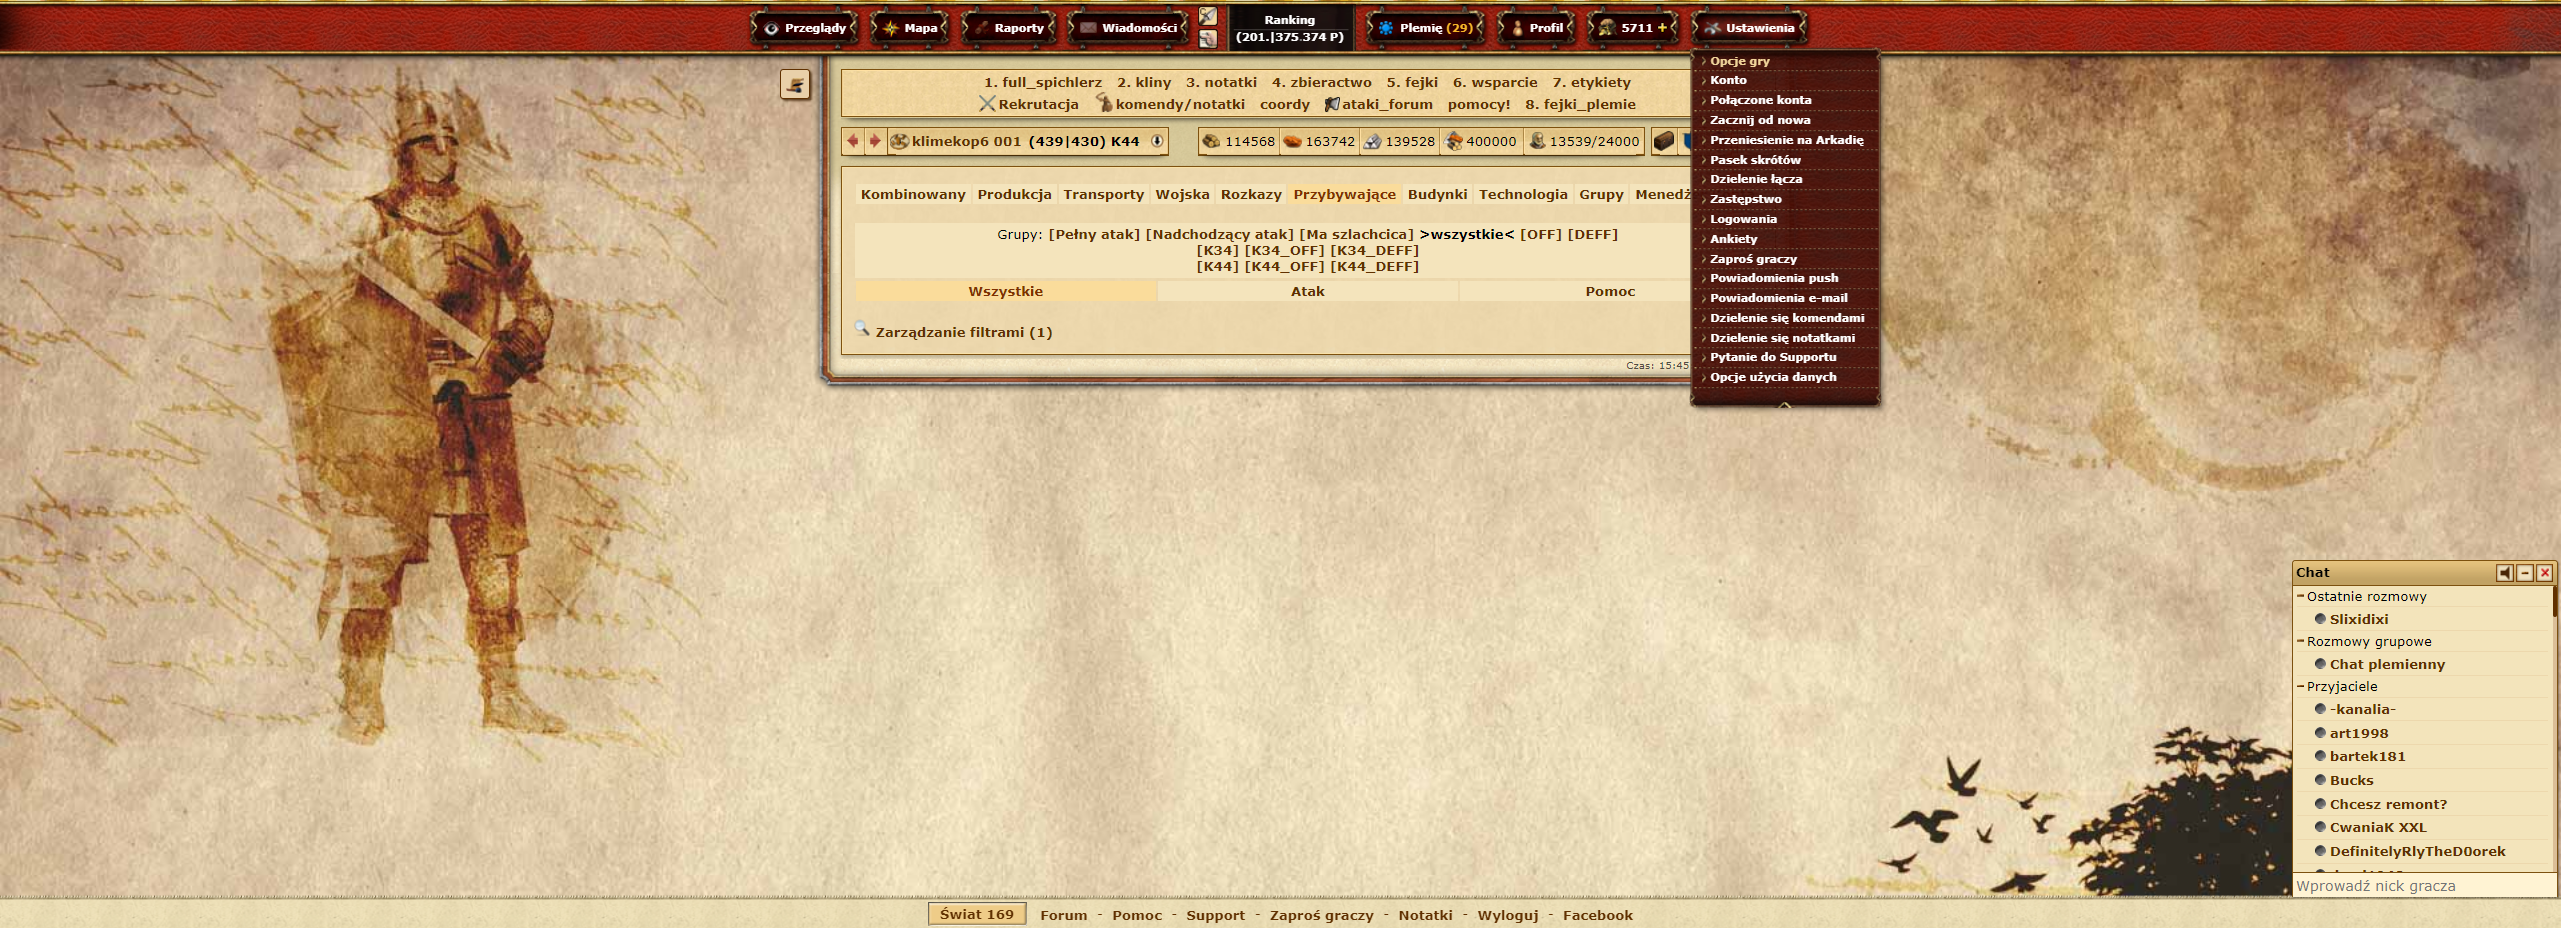 Przeglądy Mapa Raporty Wiadomości Ranking Plemię (29) Profil 5711 + Ustawienia
(201.|375.374 P)
1. full_spichlerz 2. kliny 3. notatki 4. zbieractwo 5. fejki 6. wsparcie 7. etykiety
Rekrutacja komendy/notatki coordy ataki_forum pomocy! 8. fejki_plemie
klimekop6 001 (439|430) K44 114568 163742 139528 400000 13539/24000
Kombinowany Produkcja Transporty Wojska Rozkazy Przybywające Budynki Technologia Grupy
Grupy: [Pełny atak] [Nadchodzący atak] [Ma szlachcica] >wszystkie< [OFF] [DEFF]
[K34] [K34_OFF] [K34_DEFF]
[K44] [K44_OFF] [K44_DEFF]
Wszystkie Atak Pomoc
Zarządzanie filtrami (1)
Czas: 15:45
Opcje gry
Konto
Połączone konta
Zacznij od nowa
Przeniesienie na Arkadię
Pasek skrótów
Dzielenie łącza
Zastępstwo
Logowania
Ankiety
Zaproś graczy
Powiadomienia push
Powiadomienia e-mail
Dzielenie się komendami
Dzielenie się notatkami
Pytanie do Supportu
Opcje użycia danych
Chat
Ostatnie rozmowy
Slixidixi
Rozmowy grupowe
Chat plemienny
Przyjaciele
-kanalia-
art1998
bartek181
Bucks
Chcesz remont?
CwaniaK XXL
DefinitelyRlyTheD0orek
Wprowadź nick gracza
Świat 169 Forum - Pomoc - Support - Zaproś graczy - Notatki - Wyloguj - Facebook